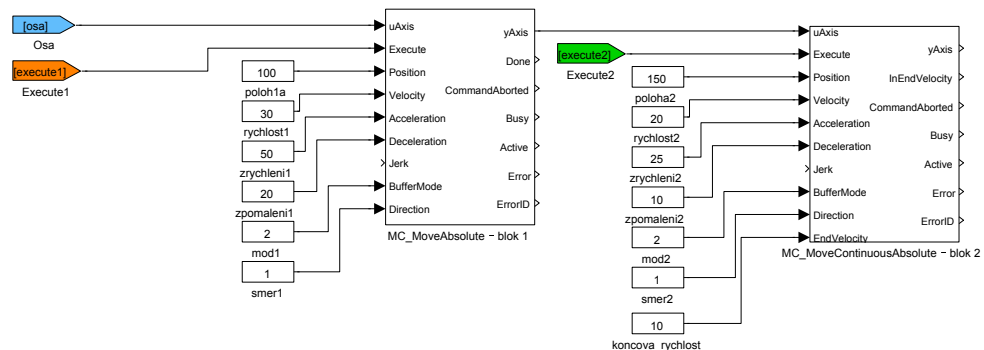 [osa]
Osa
[execute1]
Execute1
100
poloh1a
30
rychlost1
50
zrychleni1
20
zpomaleni1
2
mod1
1
smer1
uAxis
Execute
Position
Velocity
Acceleration
Deceleration
Jerk
BufferMode
Direction
yAxis
Done
CommandAborted
Busy
Active
Error
ErrorID
MC_MoveAbsolute − blok 1
[execute2]
Execute2
150
poloha2
20
rychlost2
25
zrychleni2
10
zpomaleni2
2
mod2
1
smer2
10
koncova_rychlost
uAxis
Execute
Position
Velocity
Acceleration
Deceleration
Jerk
BufferMode
Direction
EndVelocity
yAxis
InEndVelocity
CommandAborted
Busy
Active
Error
ErrorID
MC_MoveContinuousAbsolute − blok 2